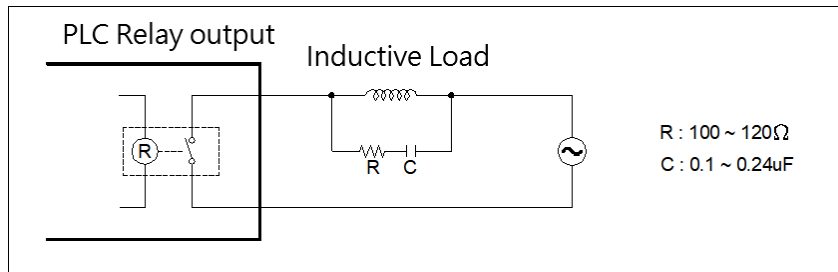 PLC Relay output
Inductive Load
R
R
C
R : 100 ~ 120Ω
C : 0.1 ~ 0.24uF